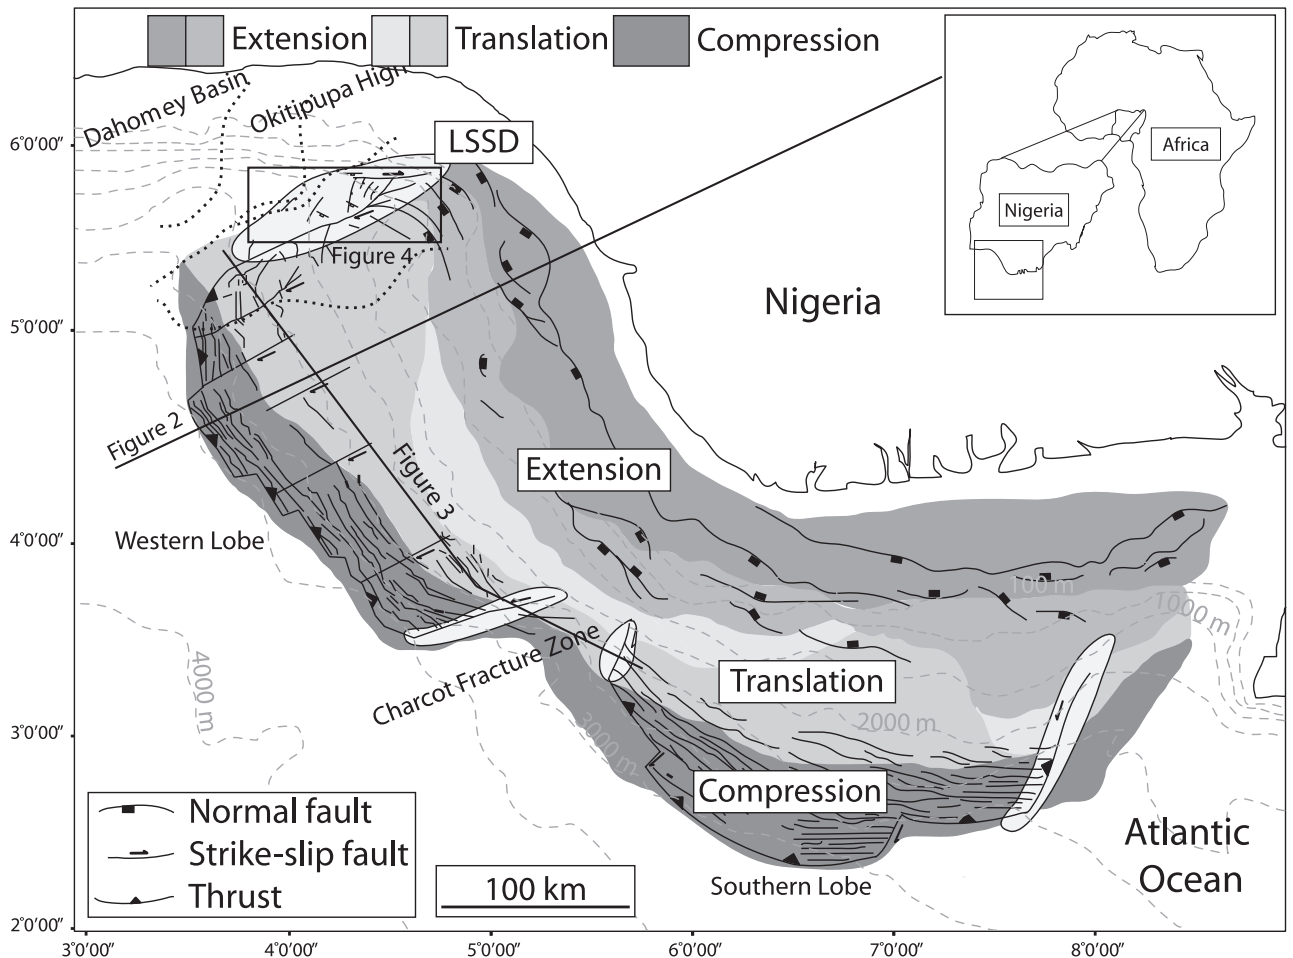 Extension
Translation
Compression
Dahomey Basin
Okitipupa High
LSSD
Africa
Nigeria
6°0'00"
Figure 4
Nigeria
5°0'00"
Figure 2
Figure 3
Extension
Western Lobe
4°0'00"
100 m
1000 m
4000 m
Charcot Fracture Zone
Translation
2000 m
3°0'00"
3000 m
Compression
Normal fault
Strike-slip fault
Thrust
100 km
Southern Lobe
Atlantic
Ocean
2°0'00"
3°0'00"
4°0'00"
5°0'00"
6°0'00"
7°0'00"
8°0'00"